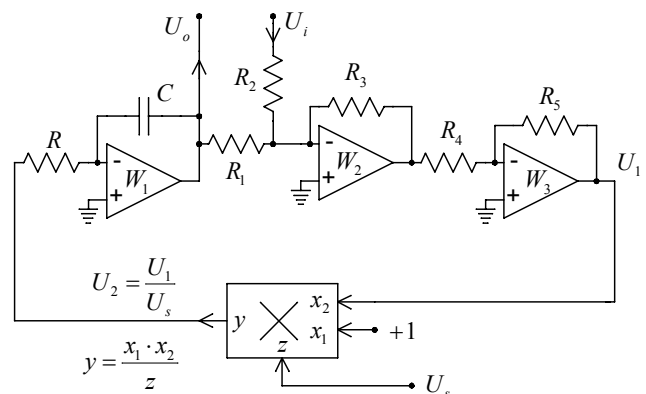 U_o
U_i
C
R_2
R_3
R_5
R
R_4
U_1
-
W_1
+
R_1
-
W_2
+
-
W_3
+
U_2 = U_1 / U_s
y
x_2
x_1
z
+1
y = x_1 · x_2 / z
U_s